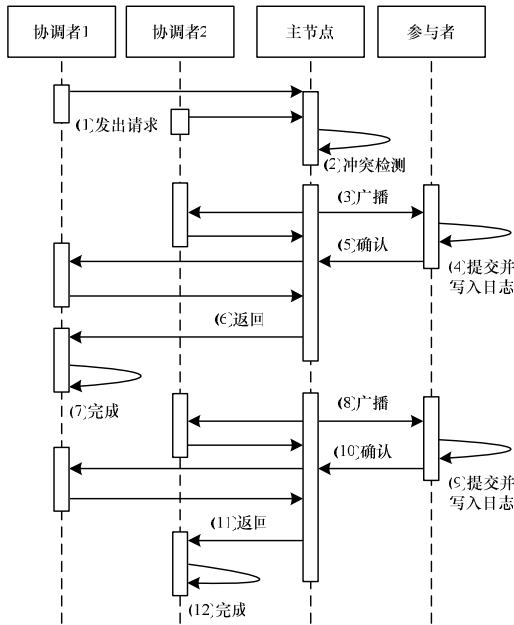 协调者1
协调者2
主节点
参与者
(1)发出请求
(2)冲突检测
(3)广播
(5)确认
(4)提交并
写入日志
(6)返回
(7)完成
(8)广播
(10)确认
(9)提交并
写入日志
(11)返回
(12)完成